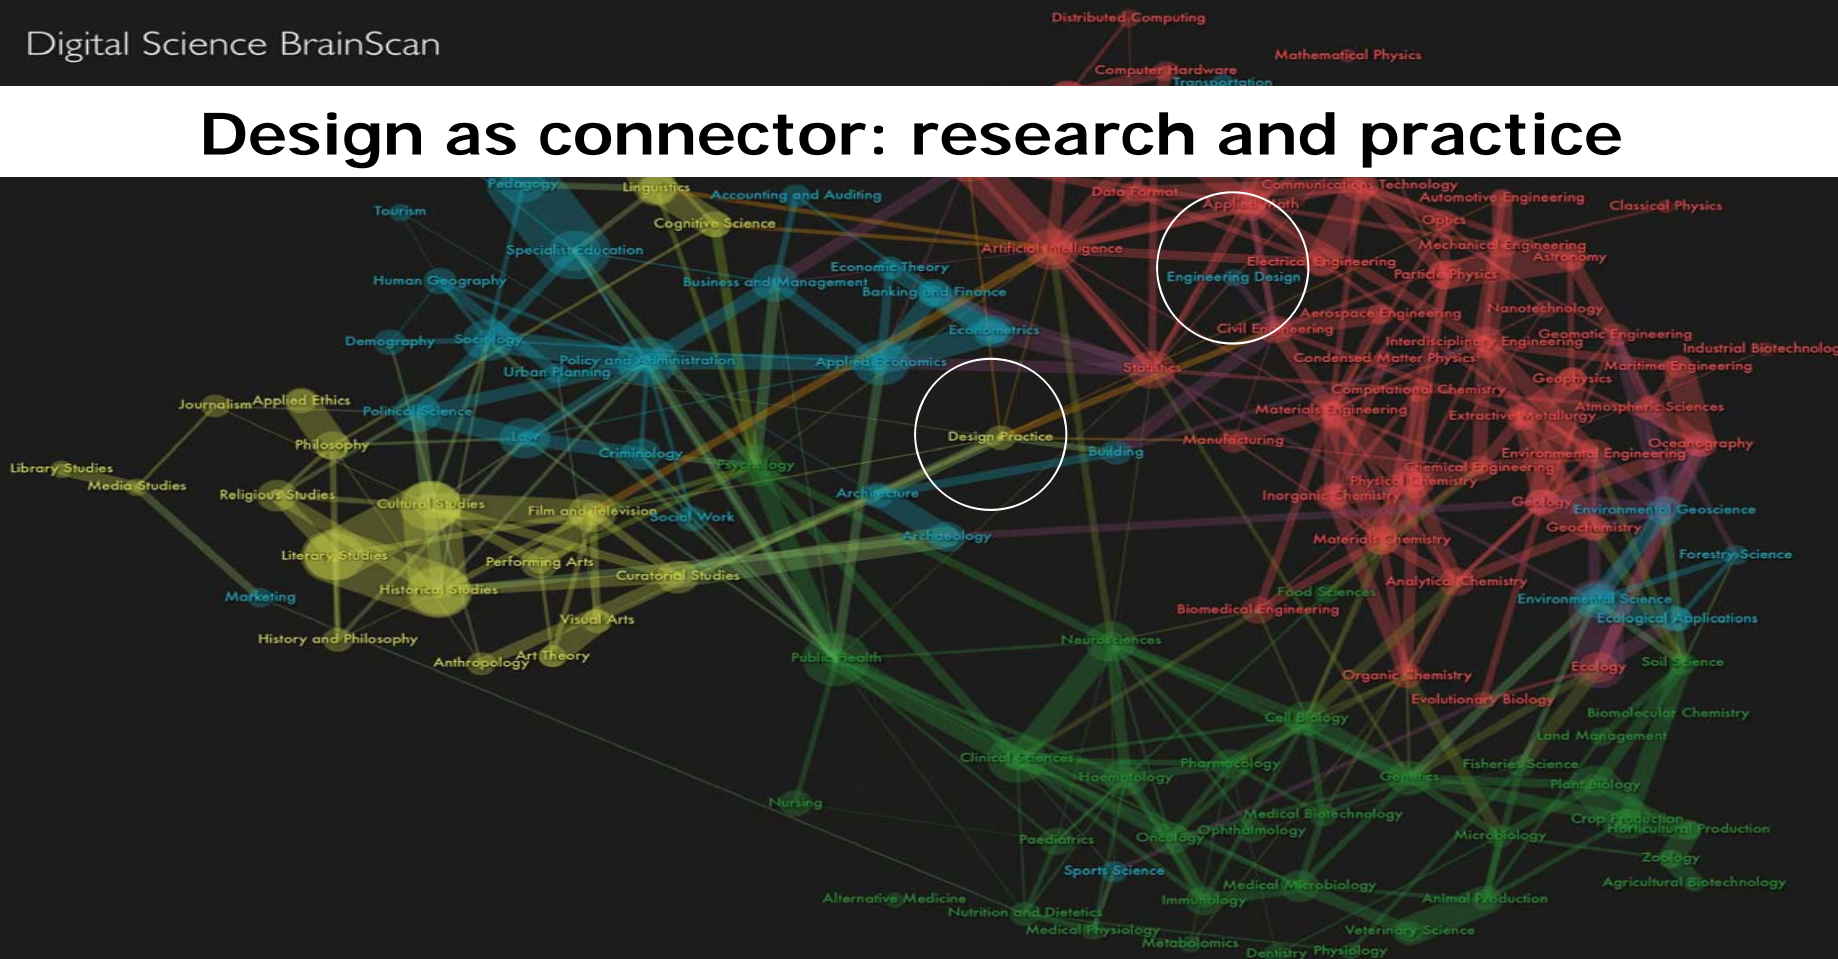 Digital Science BrainScan
Distributed Computing
Mathematical Physics
Computer Hardware
Transportation
Design as connector: research and practice
Pedagogy
Linguistics
Accounting and Auditing
Data Format
Communications Technology
Automotive Engineering
Classical Physics
Tourism
Cognitive Science
Applied Math
Optics
Specialist Education
Artificial Intelligence
Mechanical Engineering
Astronomy
Human Geography
Business and Management
Economic Theory
Electrical Engineering
Particle Physics
Engineering Design
Banking and Finance
Nanotechnology
Aerospace Engineering
Demography
Sociology
Econometrics
Civil Engineering
Interdisciplinary Engineering
Geomatic Engineering
Industrial Biotechnolog
Policy and Administration
Urban Planning
Applied Economics
Statistics
Condensed Matter Physics
Maritime Engineering
Geophysics
Computational Chemistry
Journalism
Applied Ethics
Political Science
Materials Engineering
Extractive Metallurgy
Atmospheric Sciences
Philosophy
Law
Design Practice
Manufacturing
Oceanography
Criminology
Building
Environmental Engineering
Library Studies
Media Studies
Psychology
Chemical Engineering
Physical Chemistry
Religious Studies
Architecture
Inorganic Chemistry
Geology
Environmental Geoscience
Cultural Studies
Film and Television
Social Work
Geochemistry
Archaeology
Materials Chemistry
Literary Studies
Performing Arts
Forestry Science
Curatorial Studies
Analytical Chemistry
Marketing
Historical Studies
Food Sciences
Environmental Science
Biomedical Engineering
Ecological Applications
Visual Arts
History and Philosophy
Neurosciences
Anthropology
Art Theory
Public Health
Ecology
Soil Science
Organic Chemistry
Evolutionary Biology
Cell Biology
Biomolecular Chemistry
Land Management
Clinical Sciences
Haematology
Pharmacology
Genetics
Fisheries Science
Plant Biology
Nursing
Medical Biotechnology
Crop Production
Paediatrics
Oncology
Ophthalmology
Microbiology
Horticultural Production
Zoology
Sports Science
Medical Microbiology
Agricultural Biotechnology
Alternative Medicine
Nutrition and Dietetics
Immunology
Animal Production
Medical Physiology
Metabolomics
Veterinary Science
Dentistry
Physiology